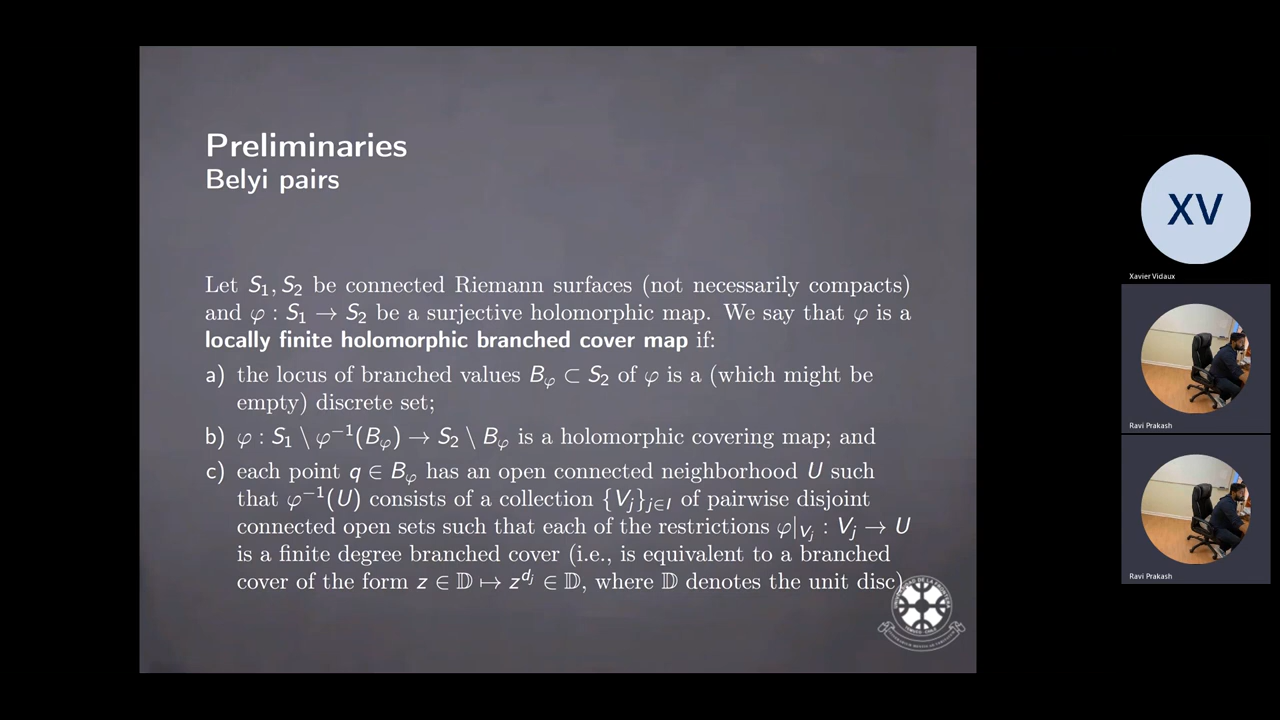 Preliminaries
Belyi pairs
Let S₁, S₂ be connected Riemann surfaces (not necessarily compacts)
and φ : S₁ → S₂ be a surjective holomorphic map. We say that φ is a
locally finite holomorphic branched cover map if:
a) the locus of branched values B_φ ⊂ S₂ of φ is a (which might be
empty) discrete set;
b) φ : S₁ \ φ⁻¹(B_φ) → S₂ \ B_φ is a holomorphic covering map; and
c) each point q ∈ B_φ has an open connected neighborhood U such
that φ⁻¹(U) consists of a collection {V_j}_{j∈I} of pairwise disjoint
connected open sets such that each of the restrictions φ|_{V_j} : V_j → U
is a finite degree branched cover (i.e., is equivalent to a branched
cover of the form z ∈ 𝔻 ↦ z^{d_j} ∈ 𝔻, where 𝔻 denotes the unit disc)
XV
Xavier Vidaux
Ravi Prakash
Ravi Prakash